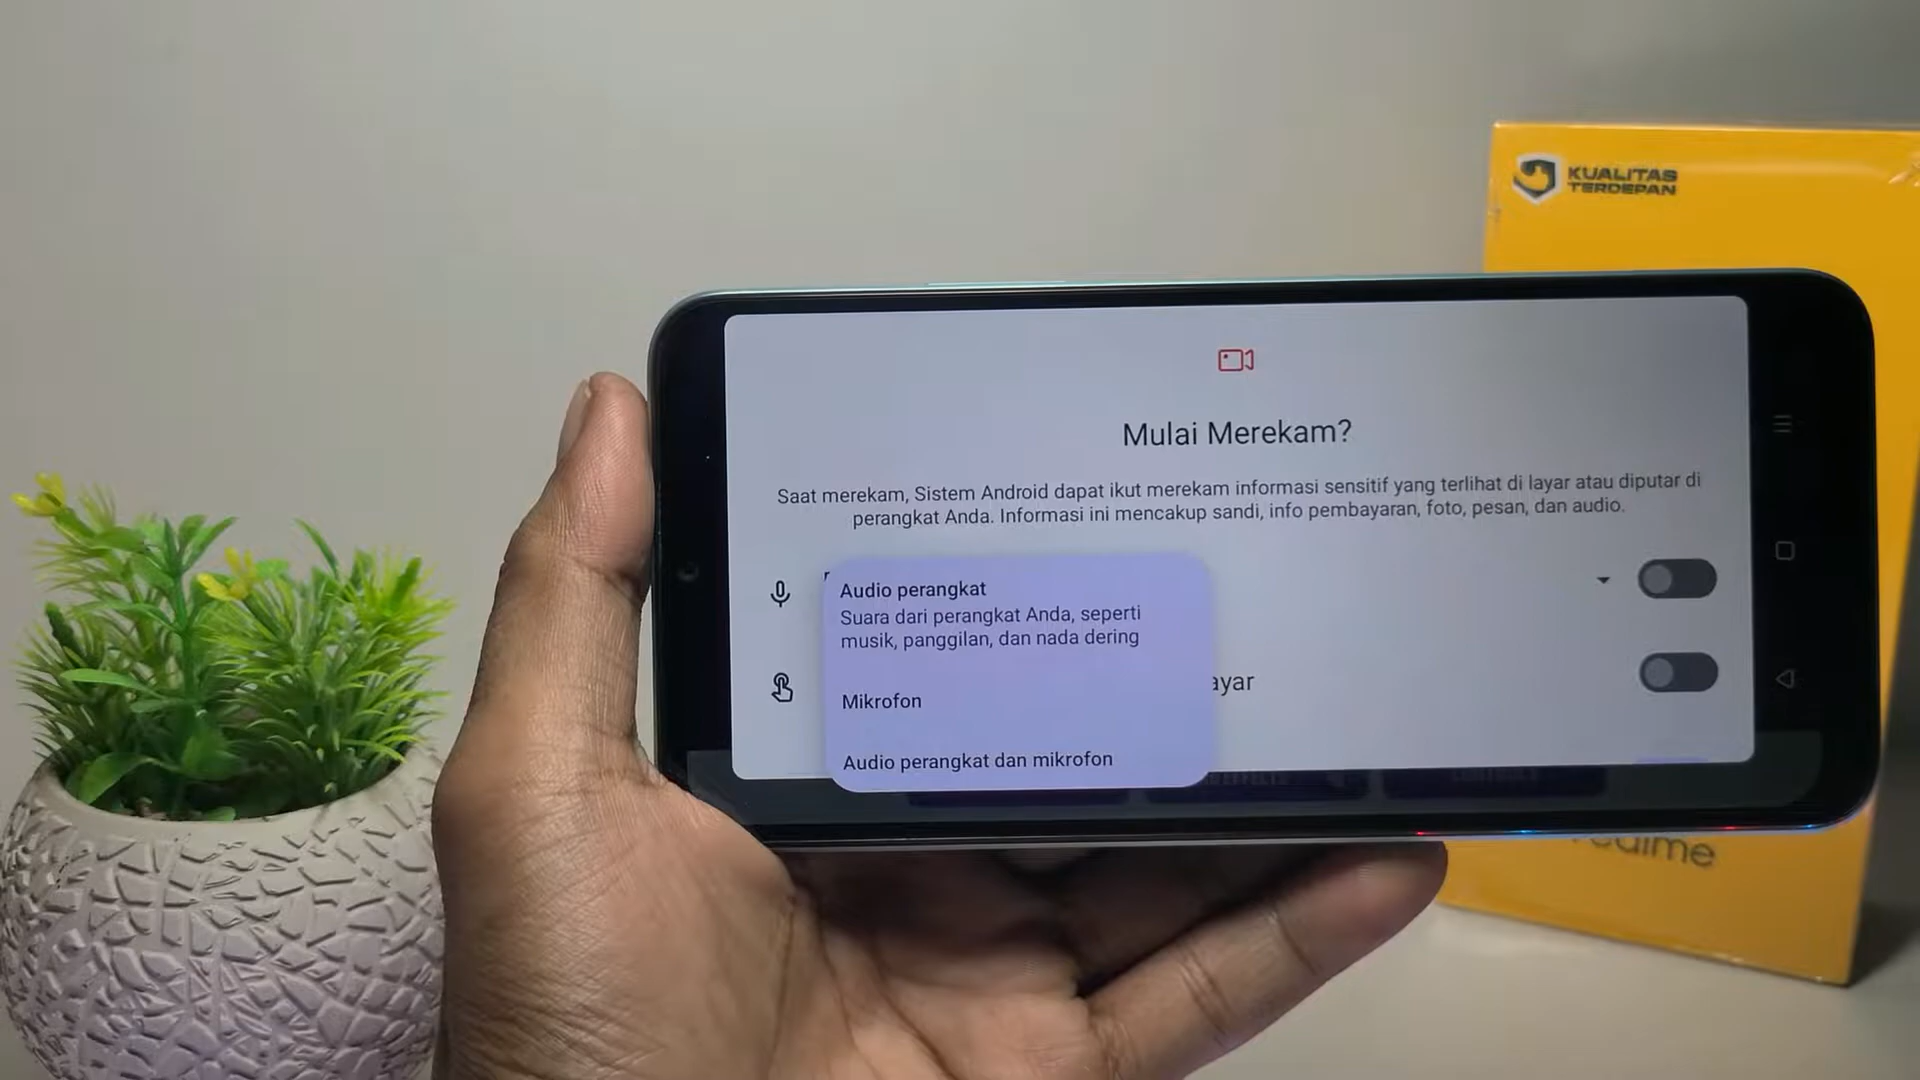 KUALITAS
TERDEPAN
Mulai Merekam?
Saat merekam, Sistem Android dapat ikut merekam informasi sensitif yang terlihat di layar atau diputar di
perangkat Anda. Informasi ini mencakup sandi, info pembayaran, foto, pesan, dan audio.
Audio perangkat
Suara dari perangkat Anda, seperti
musik, panggilan, dan nada dering
ayar
Mikrofon
Audio perangkat dan mikrofon
realme